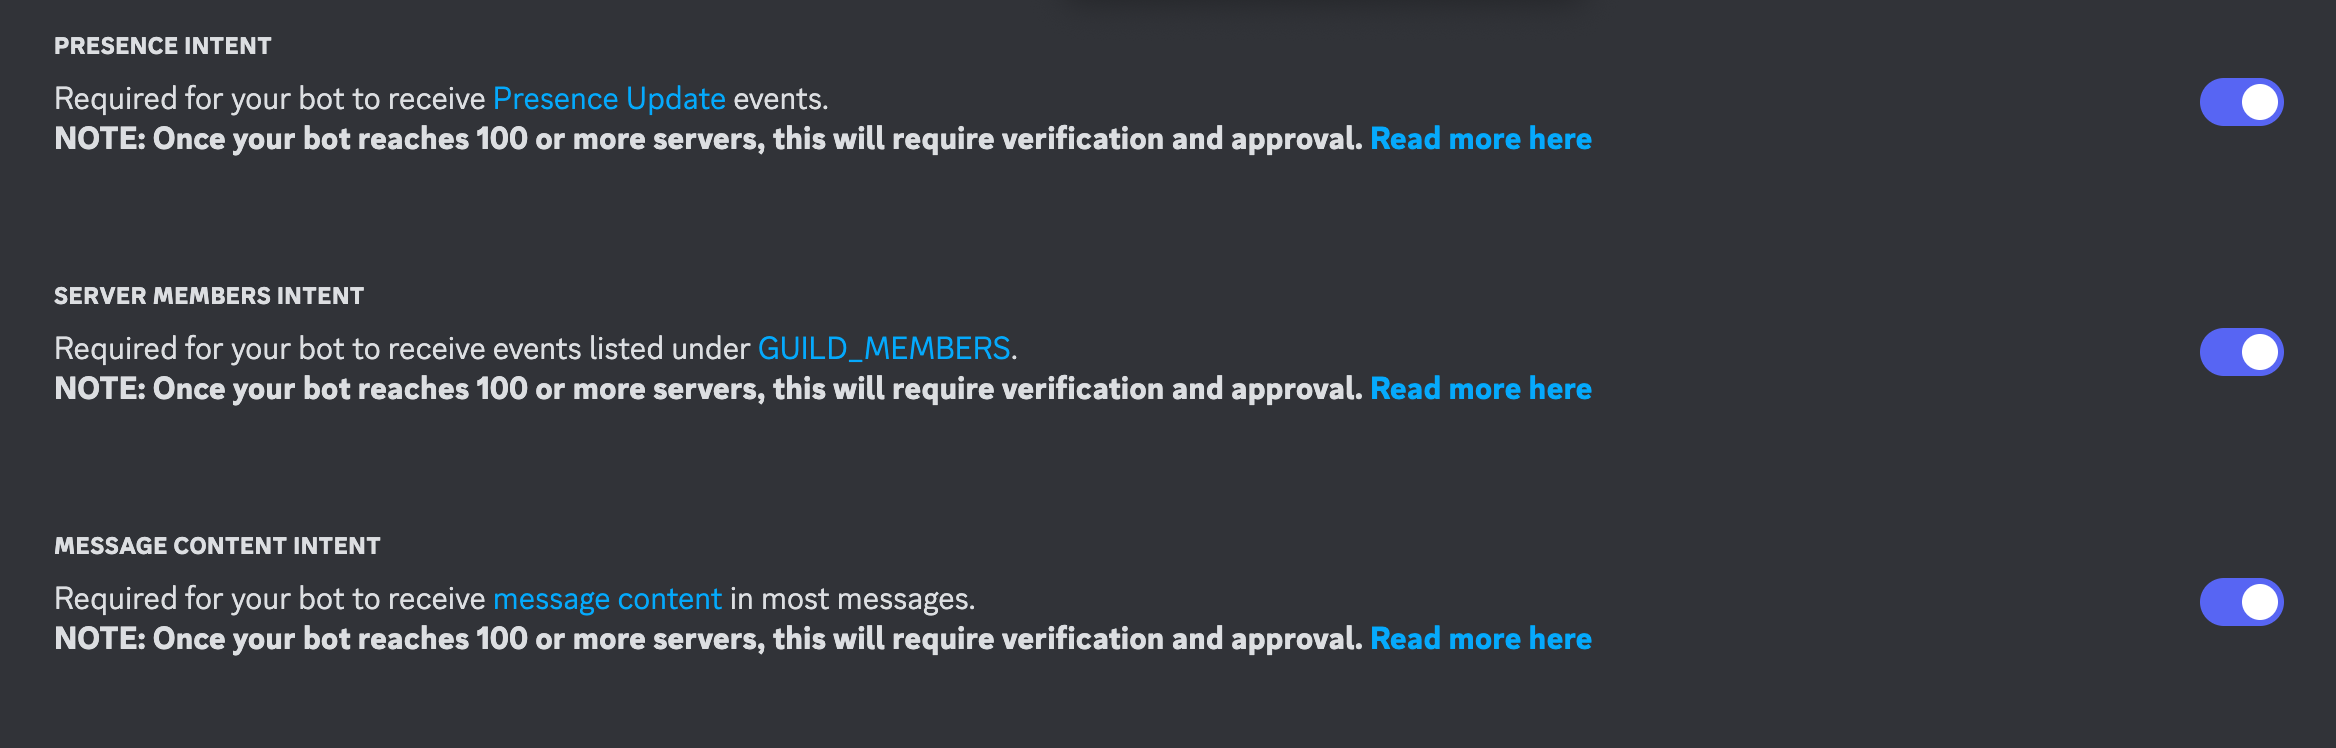 PRESENCE INTENT
Required for your bot to receive Presence Update events.
NOTE: Once your bot reaches 100 or more servers, this will require verification and approval. Read more here
SERVER MEMBERS INTENT
Required for your bot to receive events listed under GUILD_MEMBERS.
NOTE: Once your bot reaches 100 or more servers, this will require verification and approval. Read more here
MESSAGE CONTENT INTENT
Required for your bot to receive message content in most messages.
NOTE: Once your bot reaches 100 or more servers, this will require verification and approval. Read more here